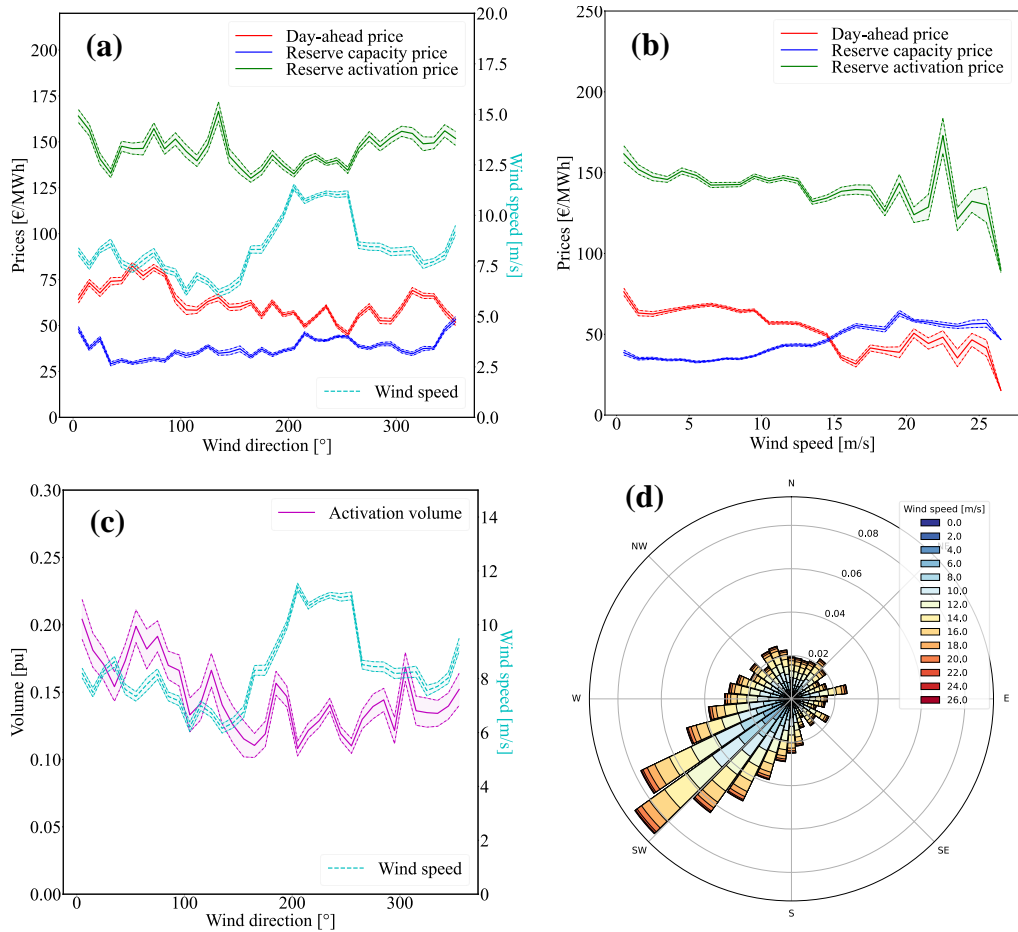 (a)
Day-ahead price
Reserve capacity price
Reserve activation price
Wind speed
Prices [€/MWh]
0
25
50
75
100
125
150
175
200
0.0
2.5
5.0
7.5
10.0
12.5
15.0
17.5
20.0
Wind speed
[m/s]
0
100
200
300
Wind direction [°]
(b)
Day-ahead price
Reserve capacity price
Reserve activation price
Prices [€/MWh]
0
50
100
150
200
250
0
5
10
15
20
25
Wind speed [m/s]
(c)
Activation volume
Wind speed
Volume [pu]
0.00
0.05
0.10
0.15
0.20
0.25
0.30
0
2
4
6
8
10
12
14
Wind speed
[m/s]
0
100
200
300
Wind direction [°]
(d)
N
NW
W
SW
S
SE
E
0.02
0.04
0.06
0.08
Wind speed [m/s]
0.0
2.0
4.0
6.0
8.0
10.0
12.0
14.0
16.0
18.0
20.0
22.0
24.0
26.0